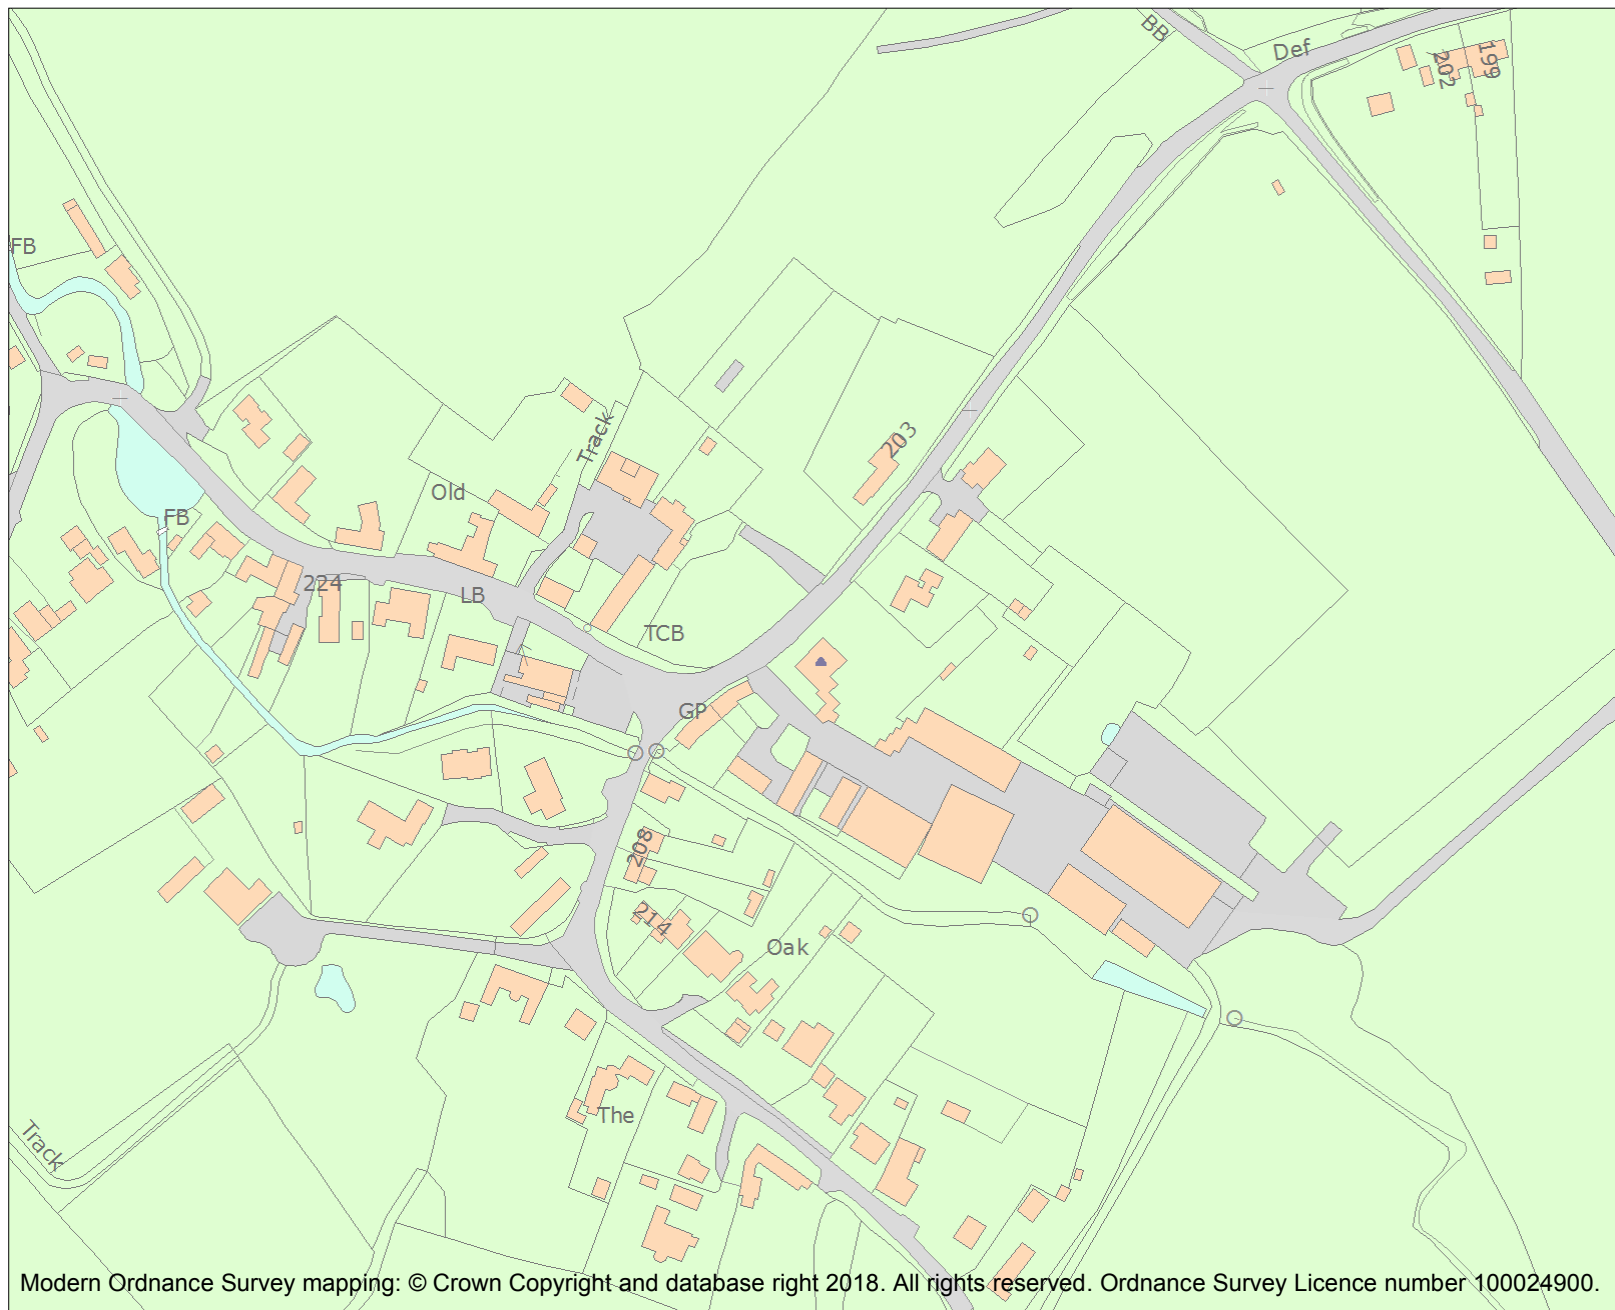 BB
Def
202
199
FB
203
Track
Old
FB
224
LB
TCB
GP
208
214
Oak
The
Track
Modern Ordnance Survey mapping: © Crown Copyright and database right 2018. All rights reserved. Ordnance Survey Licence number 100024900.